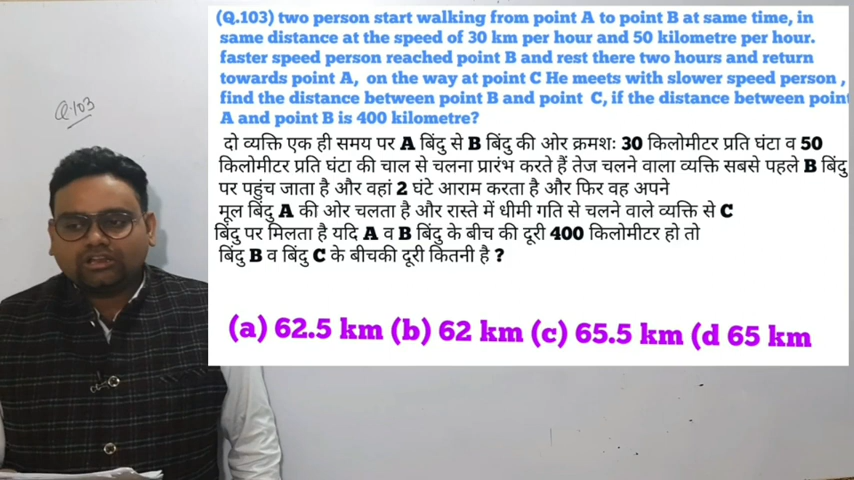 (Q.103) two person start walking from point A to point B at same time, in
same distance at the speed of 30 km per hour and 50 kilometre per hour.
faster speed person reached point B and rest there two hours and return
towards point A, on the way at point C He meets with slower speed person ,
find the distance between point B and point C, if the distance between point
A and point B is 400 kilometre?
दो व्यक्ति एक ही समय पर A बिंदु से B बिंदु की ओर क्रमशः 30 किलोमीटर प्रति घंटा व 50
किलोमीटर प्रति घंटा की चाल से चलना प्रारंभ करते हैं तेज चलने वाला व्यक्ति सबसे पहले B बिंदु
पर पहुंच जाता है और वहां 2 घंटे आराम करता है और फिर वह अपने
मूल बिंदु A की ओर चलता है और रास्ते में धीमी गति से चलने वाले व्यक्ति से C
बिंदु पर मिलता है यदि A व B बिंदु के बीच की दूरी 400 किलोमीटर हो तो
बिंदु B व बिंदु C के बीचकी दूरी कितनी है ?
(a) 62.5 km (b) 62 km (c) 65.5 km (d 65 km
Q.103